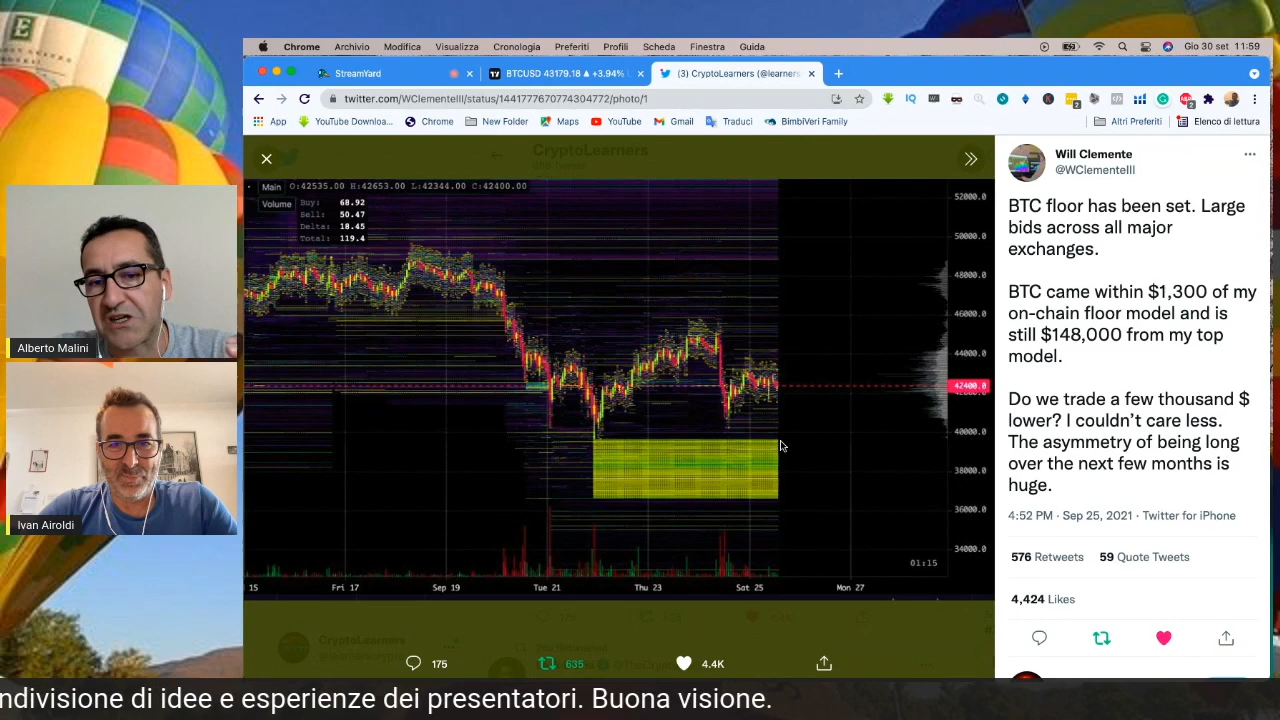 E
Chrome Archivio Modifica Visualizza Cronologia Preferiti Profili Scheda Finestra Guida
Gio 30 set 11:59
StreamYard
BTCUSD 43179.18 ▲ +3.94%
(3) CryptoLearners (@learners
twitter.com/WClementeIII/status/1441777670774304772/photo/1
App YouTube Downloa... Chrome New Folder Maps YouTube Gmail Traduci BimbiVeri Family Altri Preferiti Elenco di lettura
CryptoLearners
Main O:42535.00 H:42653.00 L:42344.00 C:42400.00
Volume
Buy: 68.92
Sell: 50.47
Delta: 18.45
Total: 119.4
52000.0
50000.0
48000.0
46000.0
44000.0
42400.0
40000.0
38000.0
36000.0
34000.0
01:15
15 Fri 17 Sep 19 Tue 21 Thu 23 Sat 25 Mon 27
CryptoLearners
175 635 4.4K
Will Clemente
@WClementeIII
BTC floor has been set. Large
bids across all major
exchanges.
BTC came within $1,300 of my
on-chain floor model and is
still $148,000 from my top
model.
Do we trade a few thousand $
lower? I couldn't care less.
The asymmetry of being long
over the next few months is
huge.
4:52 PM · Sep 25, 2021 · Twitter for iPhone
576 Retweets 59 Quote Tweets
4,424 Likes
Alberto Malini
Ivan Airoldi
ndivisione di idee e esperienze dei presentatori. Buona visione.